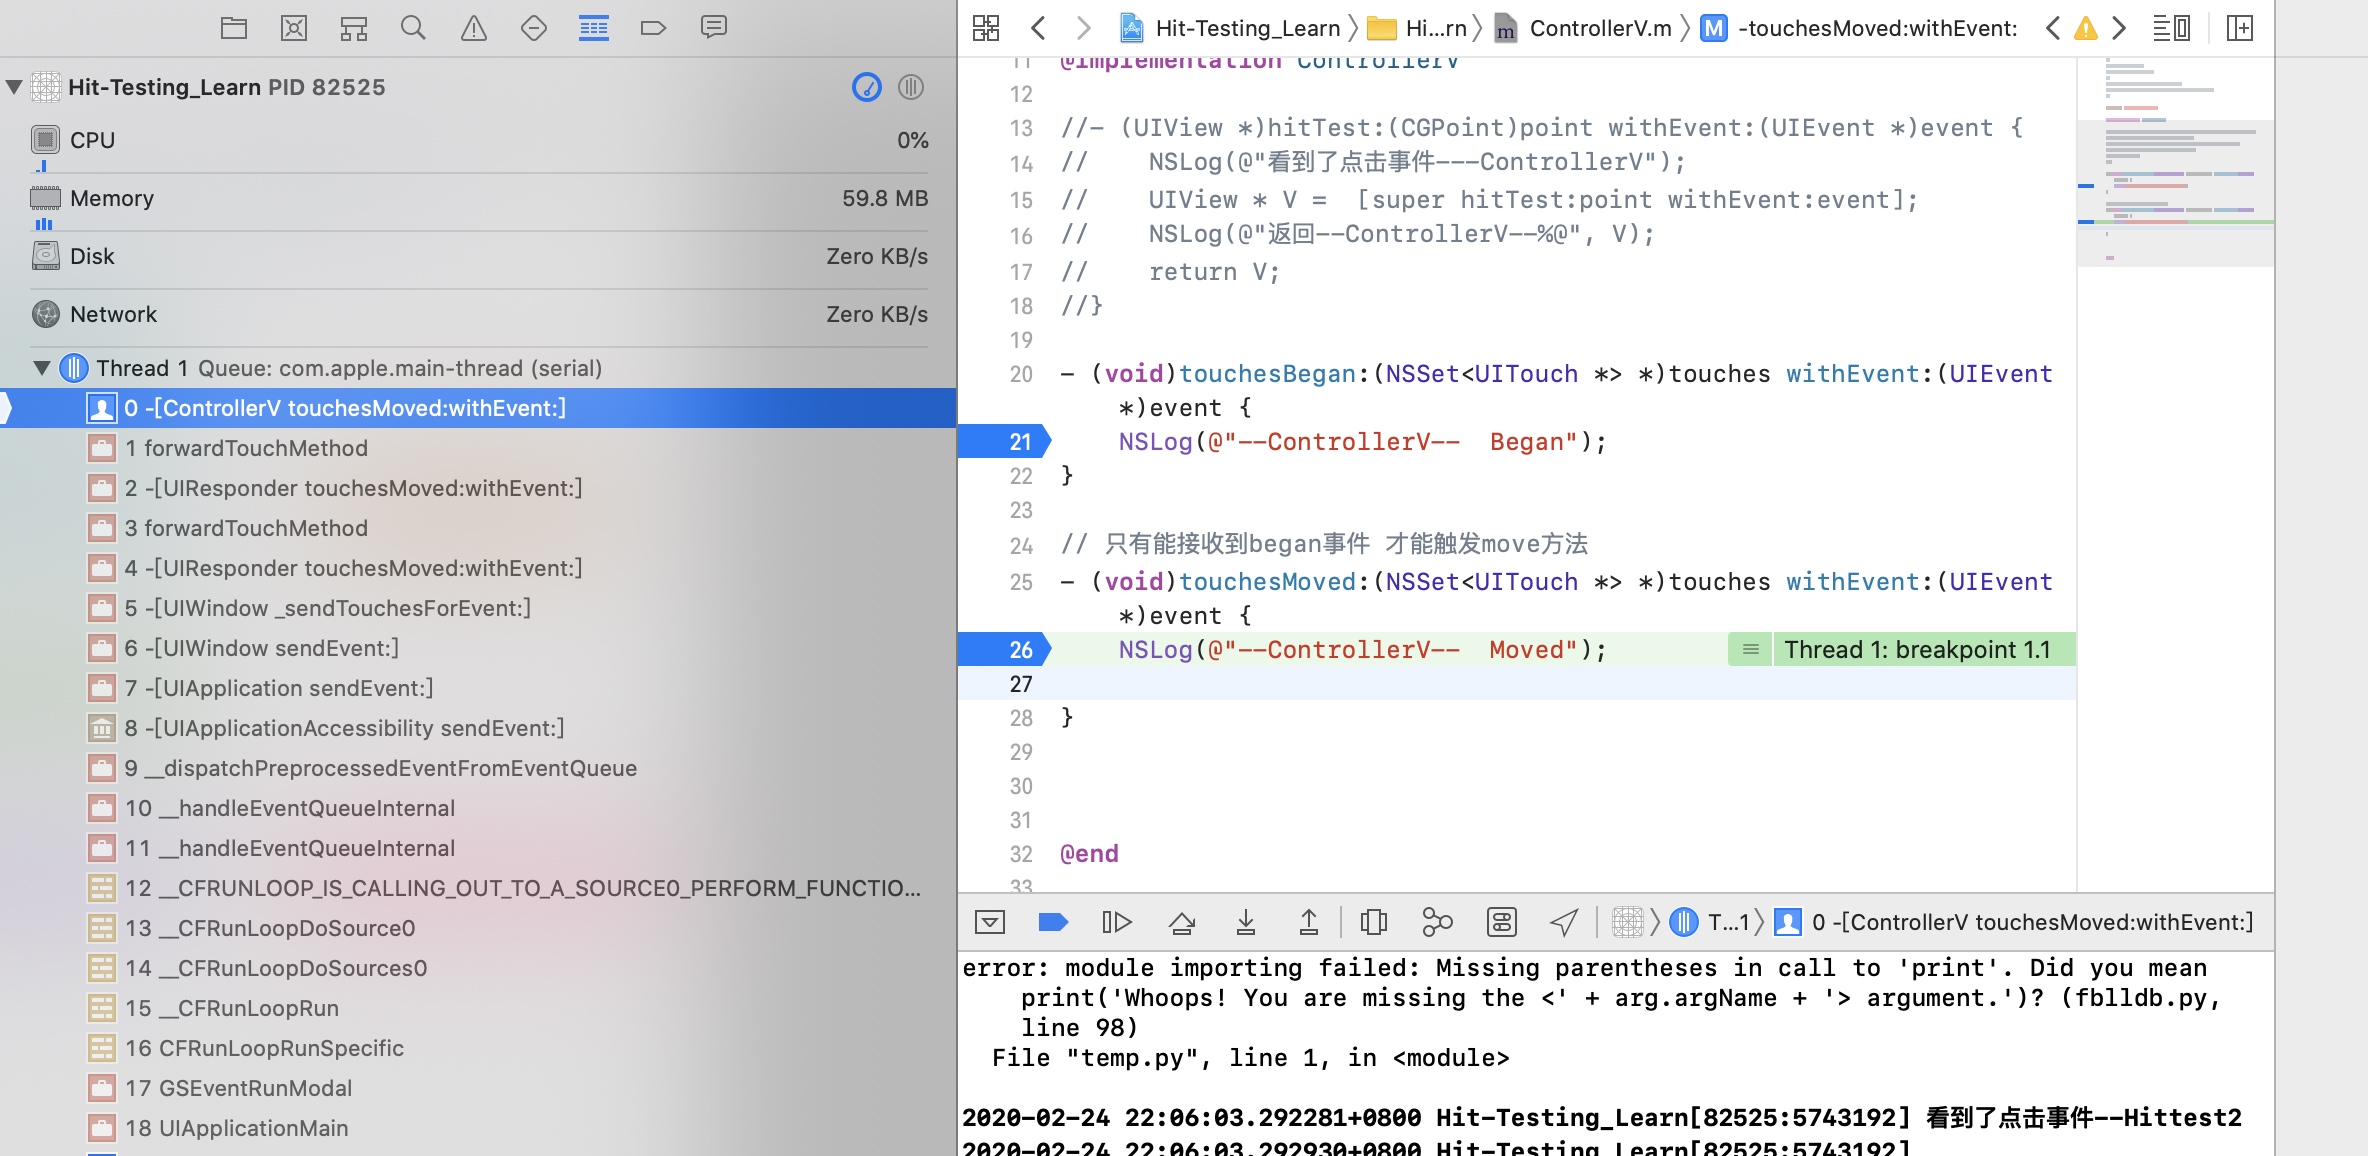 Hit-Testing_Learn PID 82525
CPU 0%
Memory 59.8 MB
Disk Zero KB/s
Network Zero KB/s
Thread 1 Queue: com.apple.main-thread (serial)
0 -[ControllerV touchesMoved:withEvent:]
1 forwardTouchMethod
2 -[UIResponder touchesMoved:withEvent:]
3 forwardTouchMethod
4 -[UIResponder touchesMoved:withEvent:]
5 -[UIWindow _sendTouchesForEvent:]
6 -[UIWindow sendEvent:]
7 -[UIApplication sendEvent:]
8 -[UIApplicationAccessibility sendEvent:]
9 __dispatchPreprocessedEventFromEventQueue
10 __handleEventQueueInternal
11 __handleEventQueueInternal
12 __CFRUNLOOP_IS_CALLING_OUT_TO_A_SOURCE0_PERFORM_FUNCTIO...
13 __CFRunLoopDoSource0
14 __CFRunLoopDoSources0
15 __CFRunLoopRun
16 CFRunLoopRunSpecific
17 GSEventRunModal
18 UIApplicationMain
Hit-Testing_Learn Hi...rn m ControllerV.m M -touchesMoved:withEvent:
11 @implementation ControllerV
12
13 //- (UIView *)hitTest:(CGPoint)point withEvent:(UIEvent *)event {
14 //    NSLog(@"看到了点击事件---ControllerV");
15 //    UIView * V =  [super hitTest:point withEvent:event];
16 //    NSLog(@"返回--ControllerV--%@", V);
17 //    return V;
18 //}
19
20 - (void)touchesBegan:(NSSet<UITouch *> *)touches withEvent:(UIEvent
*)event {
21 NSLog(@"--ControllerV--  Began");
22 }
23
24 // 只有能接收到began事件 才能触发move方法
25 - (void)touchesMoved:(NSSet<UITouch *> *)touches withEvent:(UIEvent
*)event {
26 NSLog(@"--ControllerV--  Moved"); Thread 1: breakpoint 1.1
27
28 }
29
30
31
32 @end
33
T...1 0 -[ControllerV touchesMoved:withEvent:]
error: module importing failed: Missing parentheses in call to 'print'. Did you mean
print('Whoops! You are missing the <' + arg.argName + '> argument.')? (fblldb.py,
line 98)
File "temp.py", line 1, in <module>
2020-02-24 22:06:03.292281+0800 Hit-Testing_Learn[82525:5743192] 看到了点击事件--Hittest2
2020-02-24 22:06:03.292930+0800 Hit-Testing_Learn[82525:5743192]